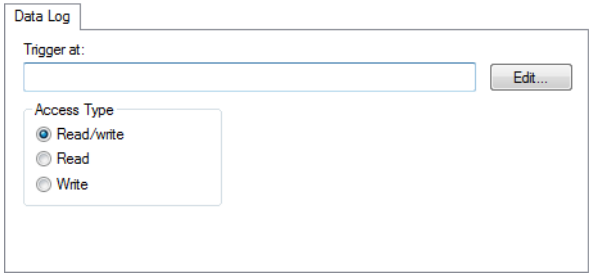 Data Log
Trigger at:
Edit...
Access Type
Read/write
Read
Write